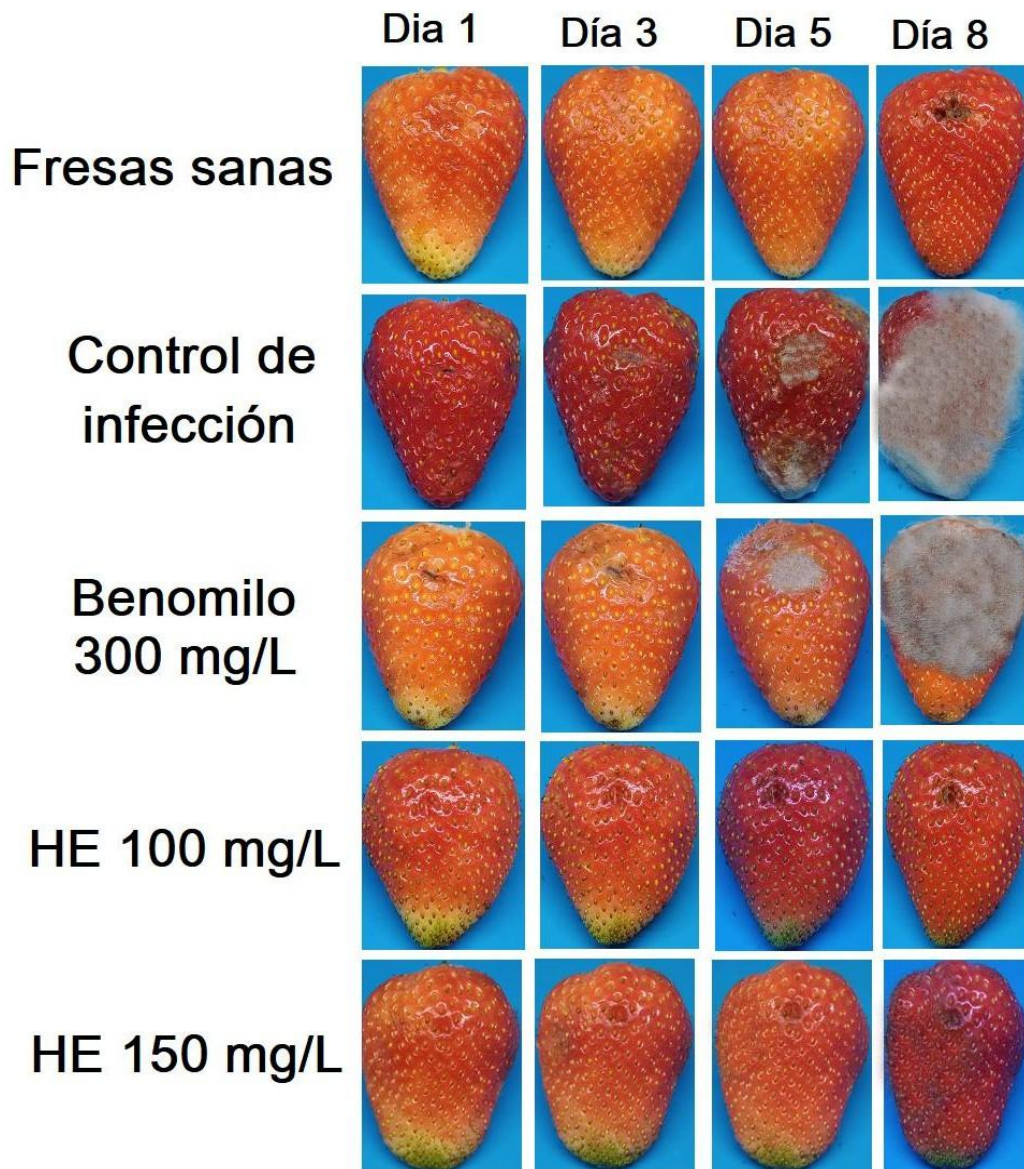 Dia 1 Día 3 Dia 5 Día 8
Fresas sanas
Control de
infección
Benomilo
300 mg/L
HE 100 mg/L
HE 150 mg/L